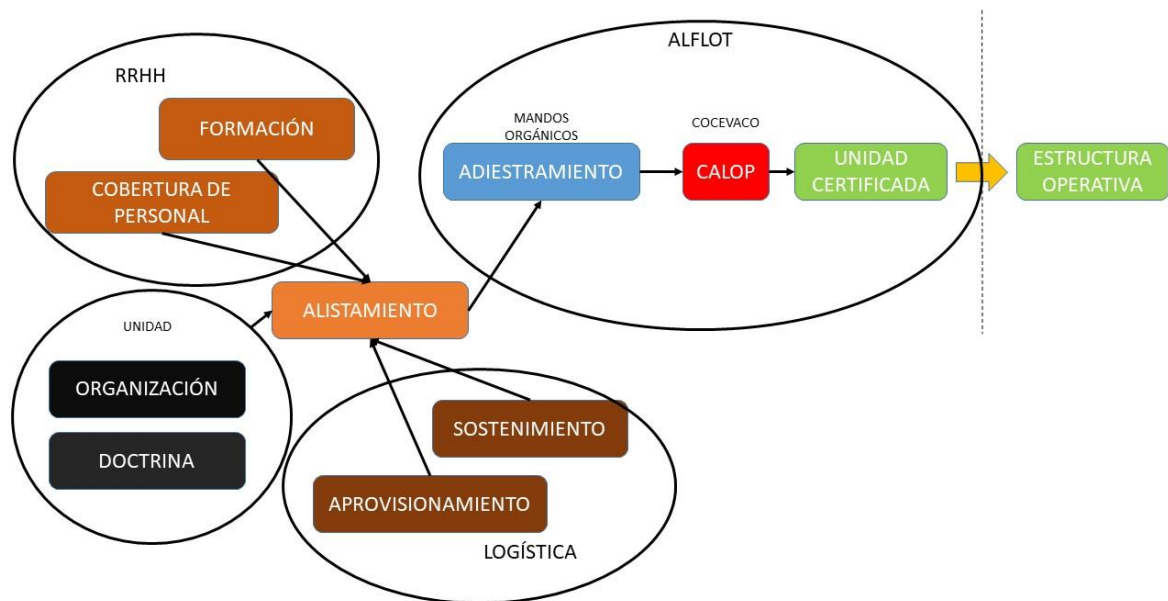 RRHH
FORMACIÓN
COBERTURA DE
PERSONAL
ALFLOT
MANDOS
ORGÁNICOS
ADIESTRAMIENTO
COCEVACO
CALOP
UNIDAD
CERTIFICADA
ESTRUCTURA
OPERATIVA
ALISTAMIENTO
UNIDAD
ORGANIZACIÓN
DOCTRINA
SOSTENIMIENTO
APROVISIONAMIENTO
LOGÍSTICA